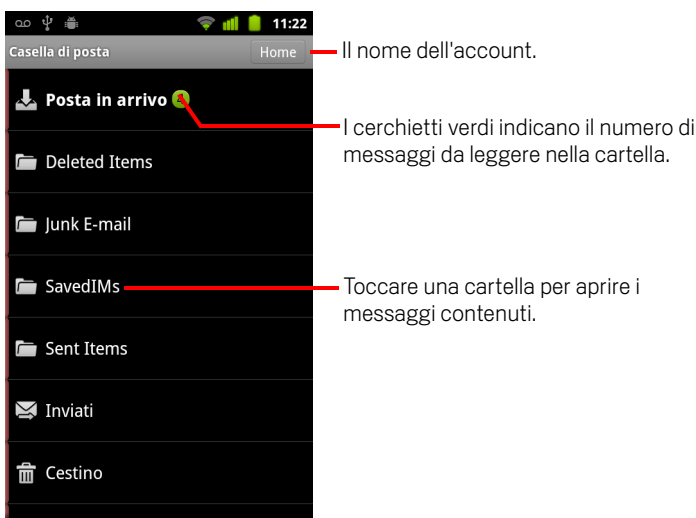 11:22
Casella di posta
Home
Il nome dell'account.
Posta in arrivo
I cerchietti verdi indicano il numero di
messaggi da leggere nella cartella.
Deleted Items
Junk E-mail
SavedIMs
Toccare una cartella per aprire i
messaggi contenuti.
Sent Items
Inviati
Cestino